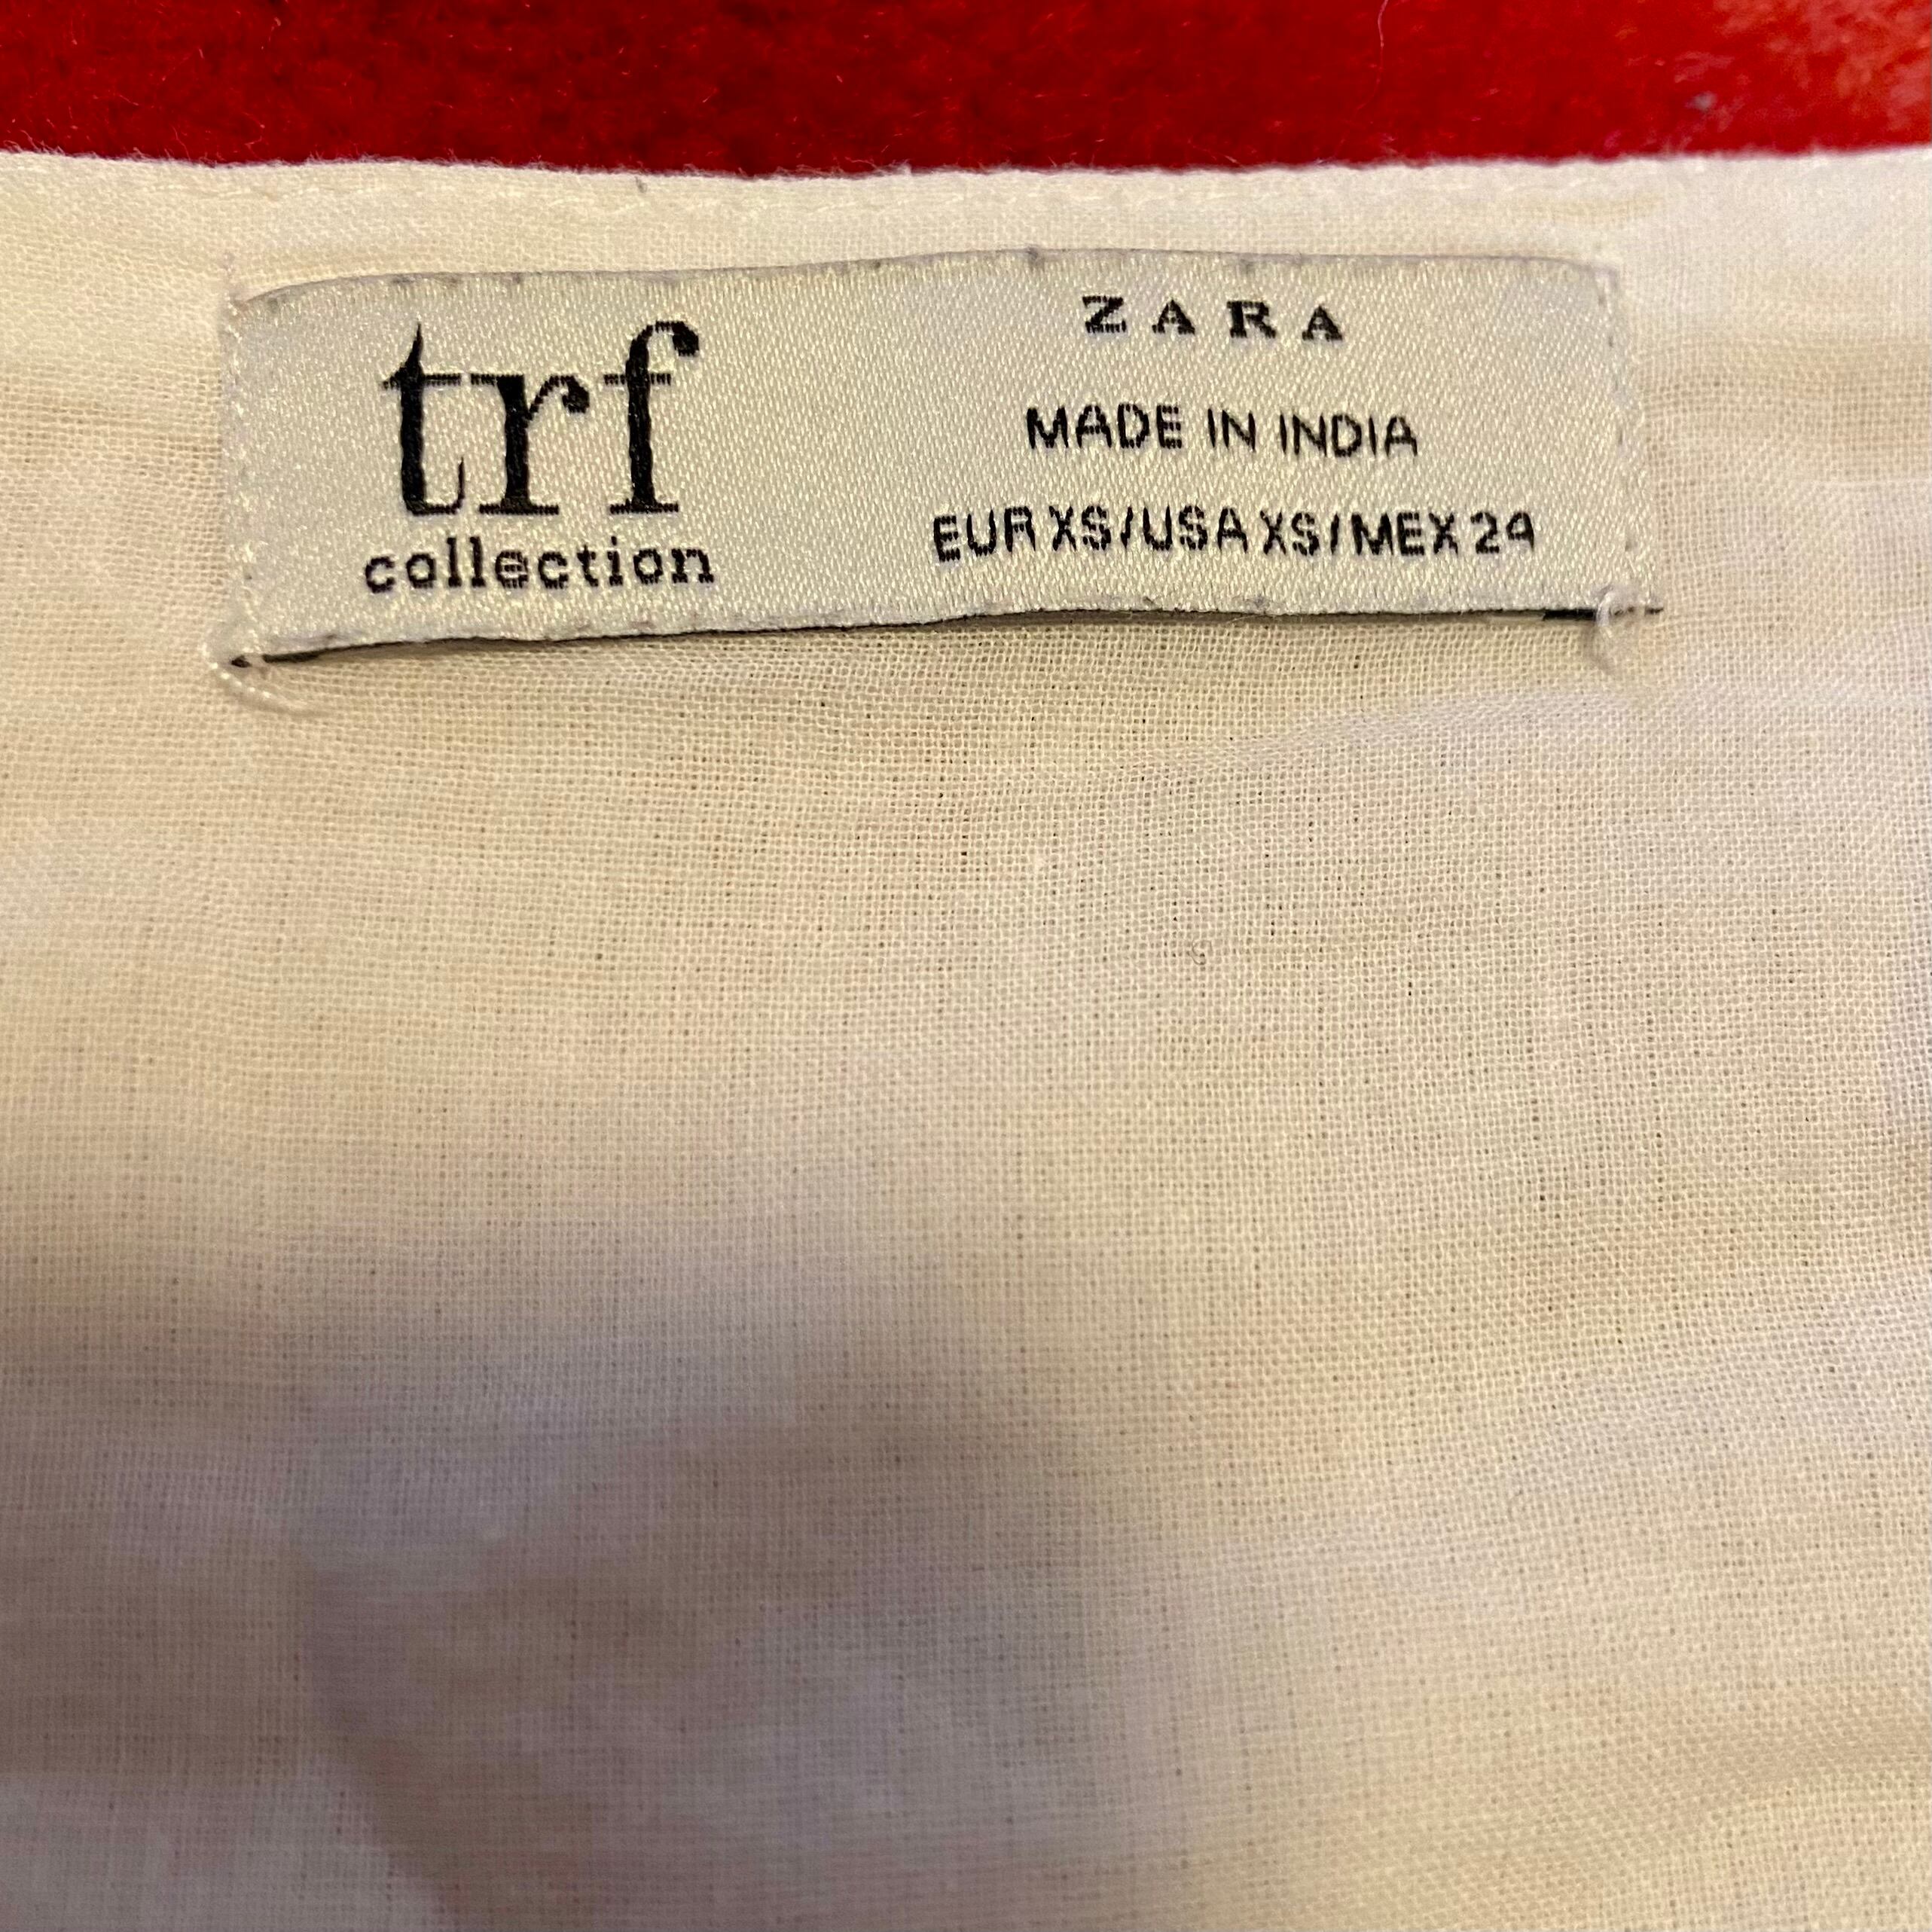 trf
collection
ZARA
MADE IN INDIA
EUR XS/USA XS/MEX 24